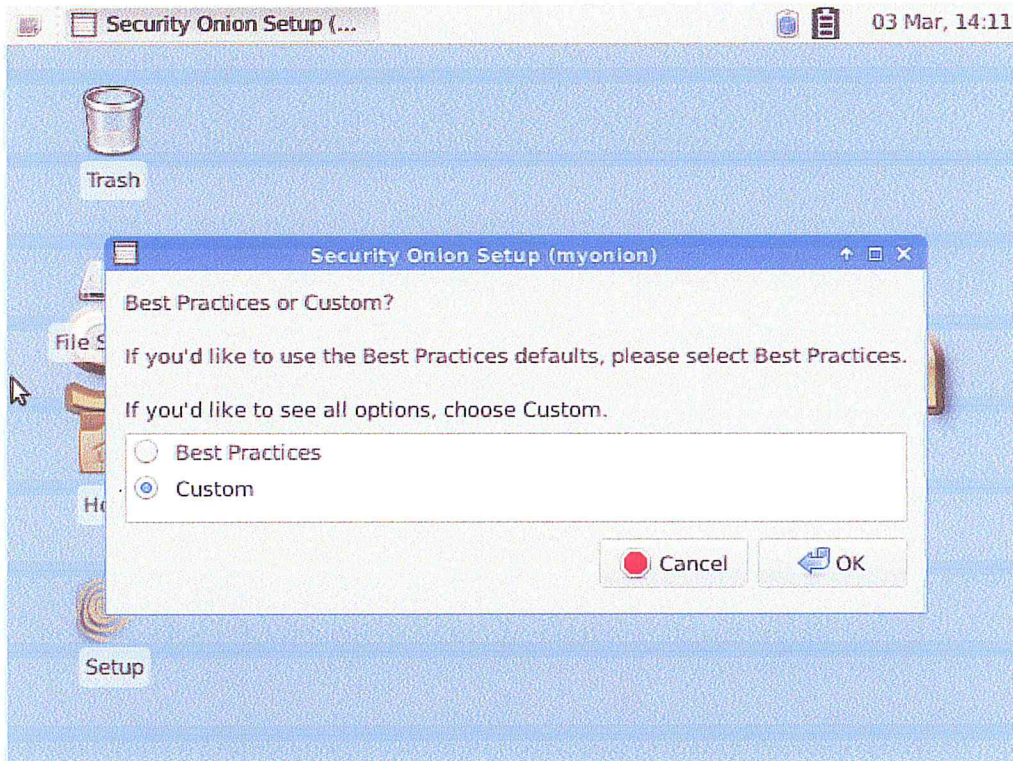 Security Onion Setup (...
03 Mar, 14:11
Trash
Security Onion Setup (myonion)
Best Practices or Custom?
File S
If you'd like to use the Best Practices defaults, please select Best Practices.
If you'd like to see all options, choose Custom.
Best Practices
Custom
Ho
Cancel
OK
Setup